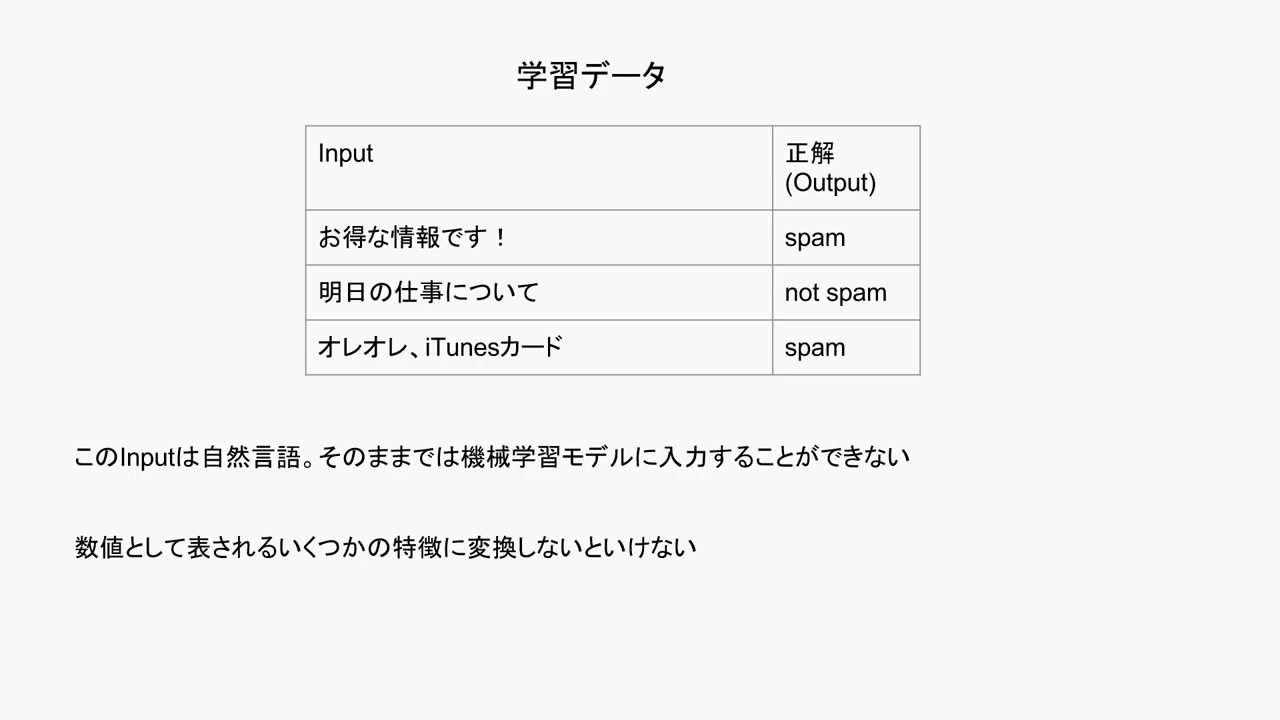 学習データ
Input
正解
(Output)
お得な情報です！
spam
明日の仕事について
not spam
オレオレ、iTunesカード
spam
このInputは自然言語。そのままでは機械学習モデルに入力することができない
数値として表されるいくつかの特徴に変換しないといけない